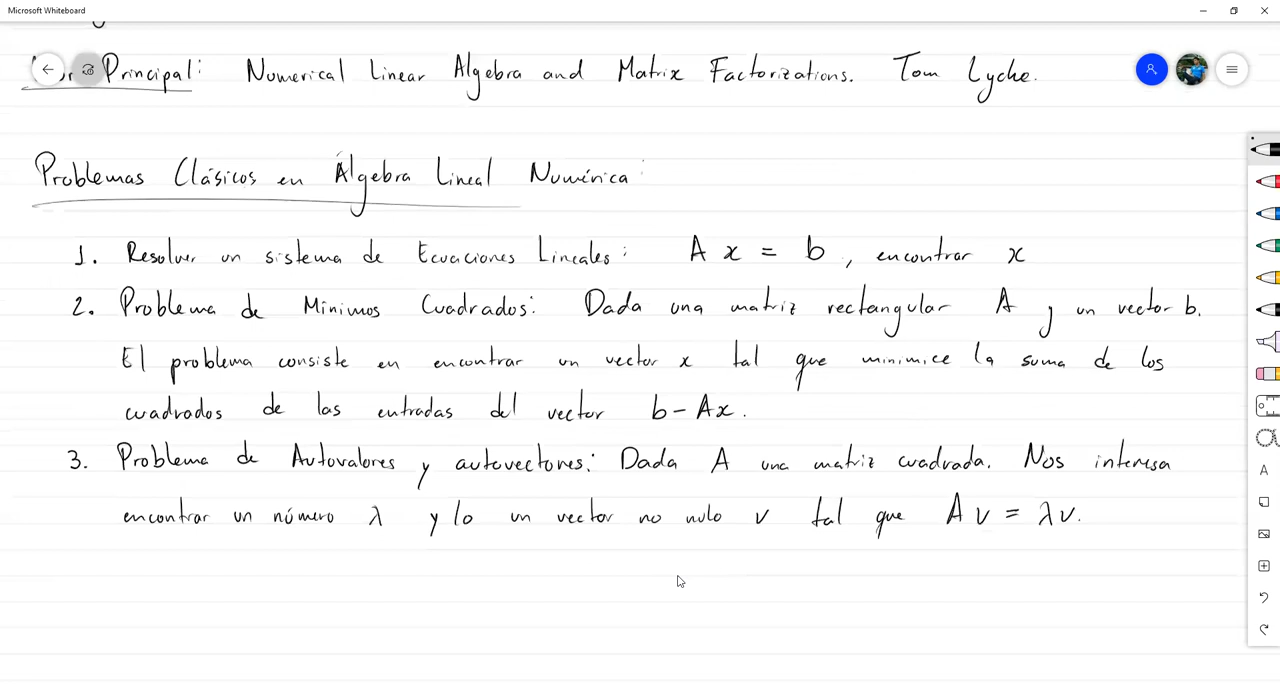 Microsoft Whiteboard
Principal: Numerical Linear Algebra and Matrix Factorizations. Tom Lyche.
Problemas Clásicos en Álgebra Lineal Numérica:
1. Resolver un sistema de Ecuaciones Lineales: A x = b, encontrar x
2. Problema de Mínimos Cuadrados: Dada una matriz rectangular A y un vector b.
El problema consiste en encontrar un vector x tal que minimice la suma de los
cuadrados de las entradas del vector b-Ax.
3. Problema de Autovalores y autovectores: Dada A una matriz cuadrada. Nos interesa
encontrar un número λ y/o un vector no nulo v tal que A v = λv.
A